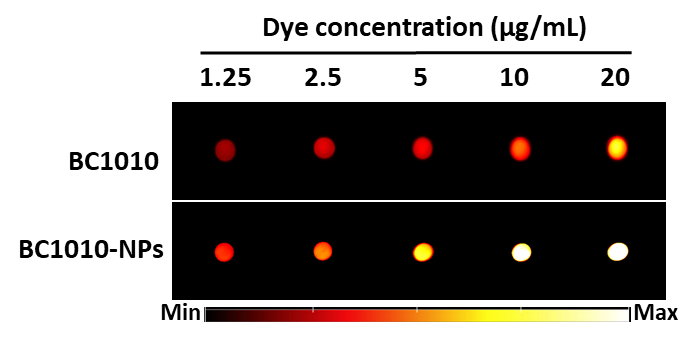 Dye concentration (µg/mL)
1.25 2.5 5 10 20
BC1010
BC1010-NPs
Min Max